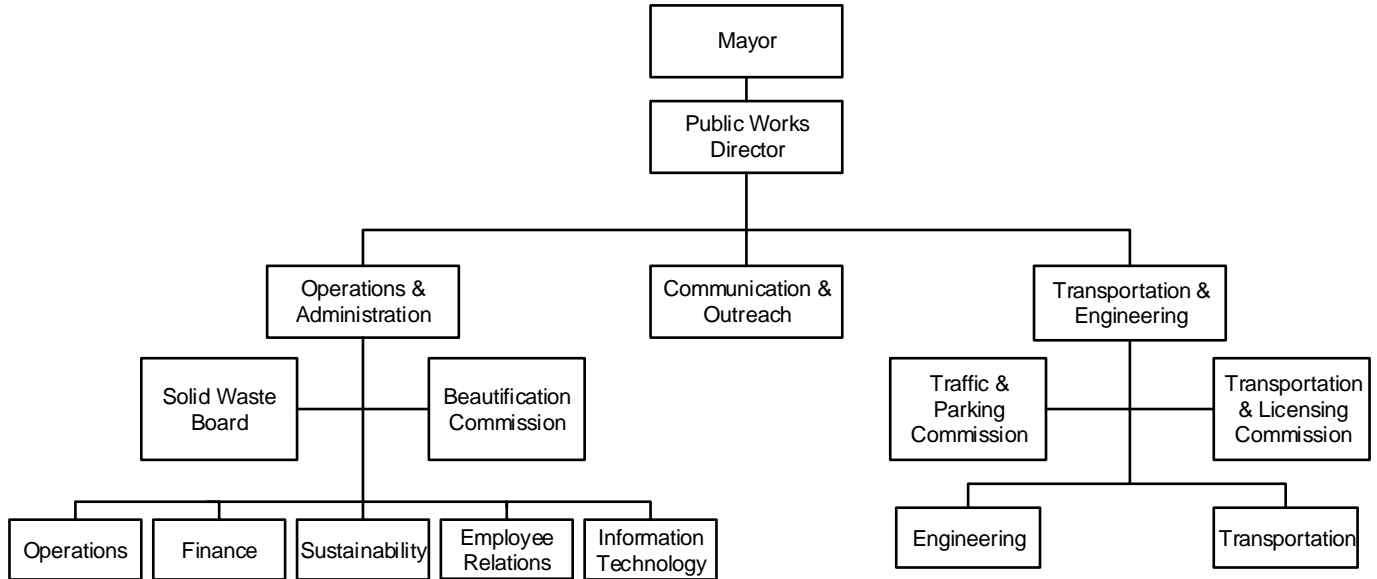 Mayor
Public Works
Director
Operations &
Administration
Communication &
Outreach
Transportation &
Engineering
Solid Waste
Board
Beautification
Commission
Traffic &
Parking
Commission
Transportation
& Licensing
Commission
Operations
Finance
Sustainability
Employee
Relations
Information
Technology
Engineering
Transportation